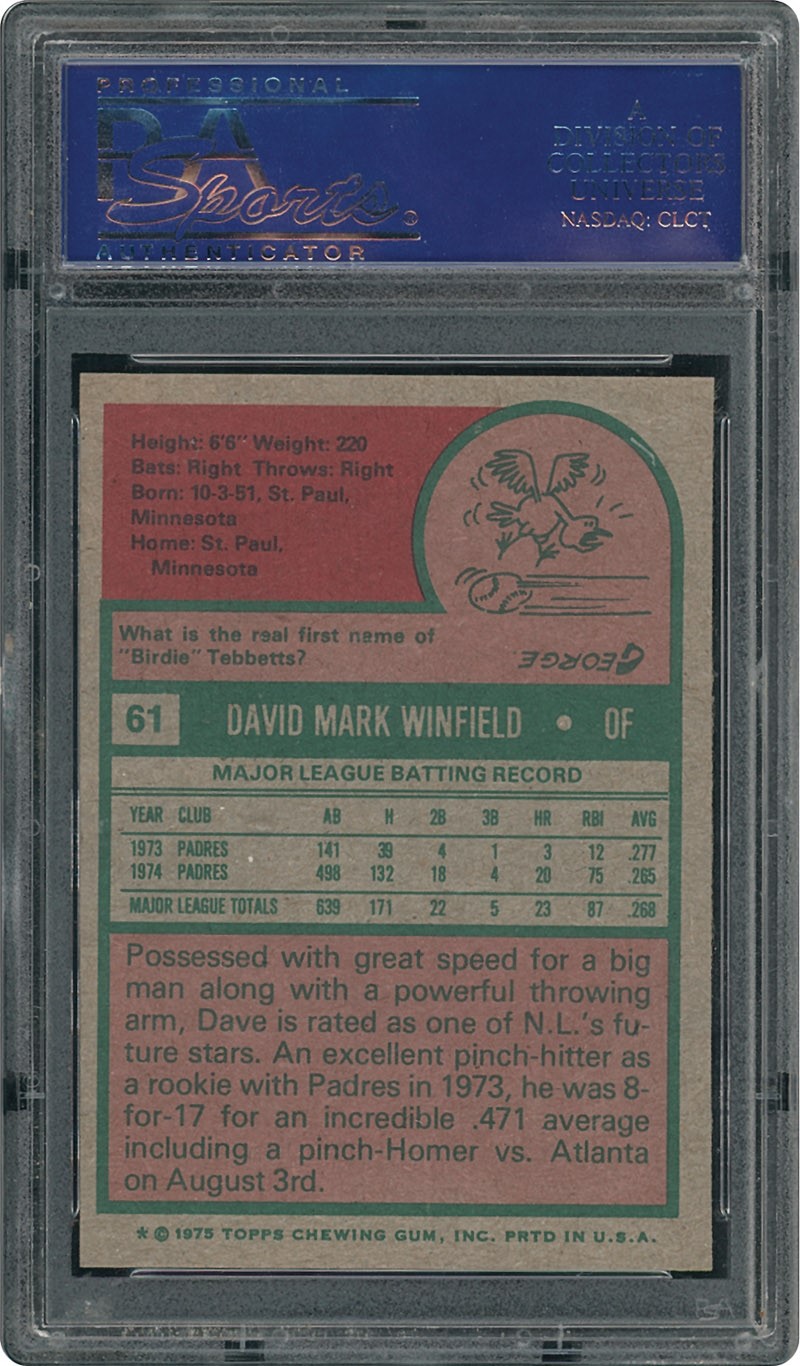 PROFESSIONAL
PSA
Sports®
AUTHENTICATOR
A
DIVISION OF
COLLECTORS
UNIVERSE
NASDAQ: CLCT
Height: 6'6" Weight: 220
Bats: Right Throws: Right
Born: 10-3-51, St. Paul,
Minnesota
Home: St. Paul,
Minnesota
What is the real first name of
"Birdie" Tebbetts?
GEORGE.
61 DAVID MARK WINFIELD • OF
MAJOR LEAGUE BATTING RECORD
YEAR CLUB AB H 2B 3B HR RBI AVG
1973 PADRES 141 39 4 1 3 12 .277
1974 PADRES 498 132 18 4 20 75 .265
MAJOR LEAGUE TOTALS 639 171 22 5 23 87 .268
Possessed with great speed for a big
man along with a powerful throwing
arm, Dave is rated as one of N.L.'s fu-
ture stars. An excellent pinch-hitter as
a rookie with Padres in 1973, he was 8-
for-17 for an incredible .471 average
including a pinch-Homer vs. Atlanta
on August 3rd.
* © 1975 TOPPS CHEWING GUM, INC. PRTD IN U.S.A.
PSA